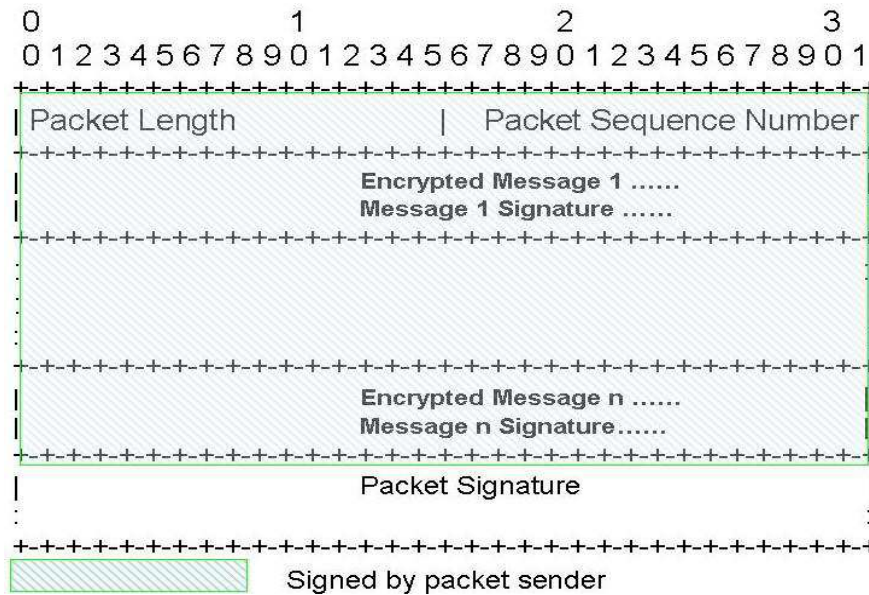 0 1 2 3
0 1 2 3 4 5 6 7 8 9 0 1 2 3 4 5 6 7 8 9 0 1 2 3 4 5 6 7 8 9 0 1
+-+-+-+-+-+-+-+-+-+-+-+-+-+-+-+-+-+-+-+-+-+-+-+-+-+-+-+-+-+-+-+-+
| Packet Length | Packet Sequence Number
+-+-+-+-+-+-+-+-+-+-+-+-+-+-+-+-+-+-+-+-+-+-+-+-+-+-+-+-+-+-+-+-+
| Encrypted Message 1 ...... |
| Message 1 Signature ...... |
+-+-+-+-+-+-+-+-+-+-+-+-+-+-+-+-+-+-+-+-+-+-+-+-+-+-+-+-+-+-+-+-+
: :
:
:
+-+-+-+-+-+-+-+-+-+-+-+-+-+-+-+-+-+-+-+-+-+-+-+-+-+-+-+-+-+-+-+-+
| Encrypted Message n ...... |
| Message n Signature...... |
+-+-+-+-+-+-+-+-+-+-+-+-+-+-+-+-+-+-+-+-+-+-+-+-+-+-+-+-+-+-+-+-+
| Packet Signature
: :
+-+-+-+-+-+-+-+-+-+-+-+-+-+-+-+-+-+-+-+-+-+-+-+-+-+-+-+-+-+-+-+-+
Signed by packet sender